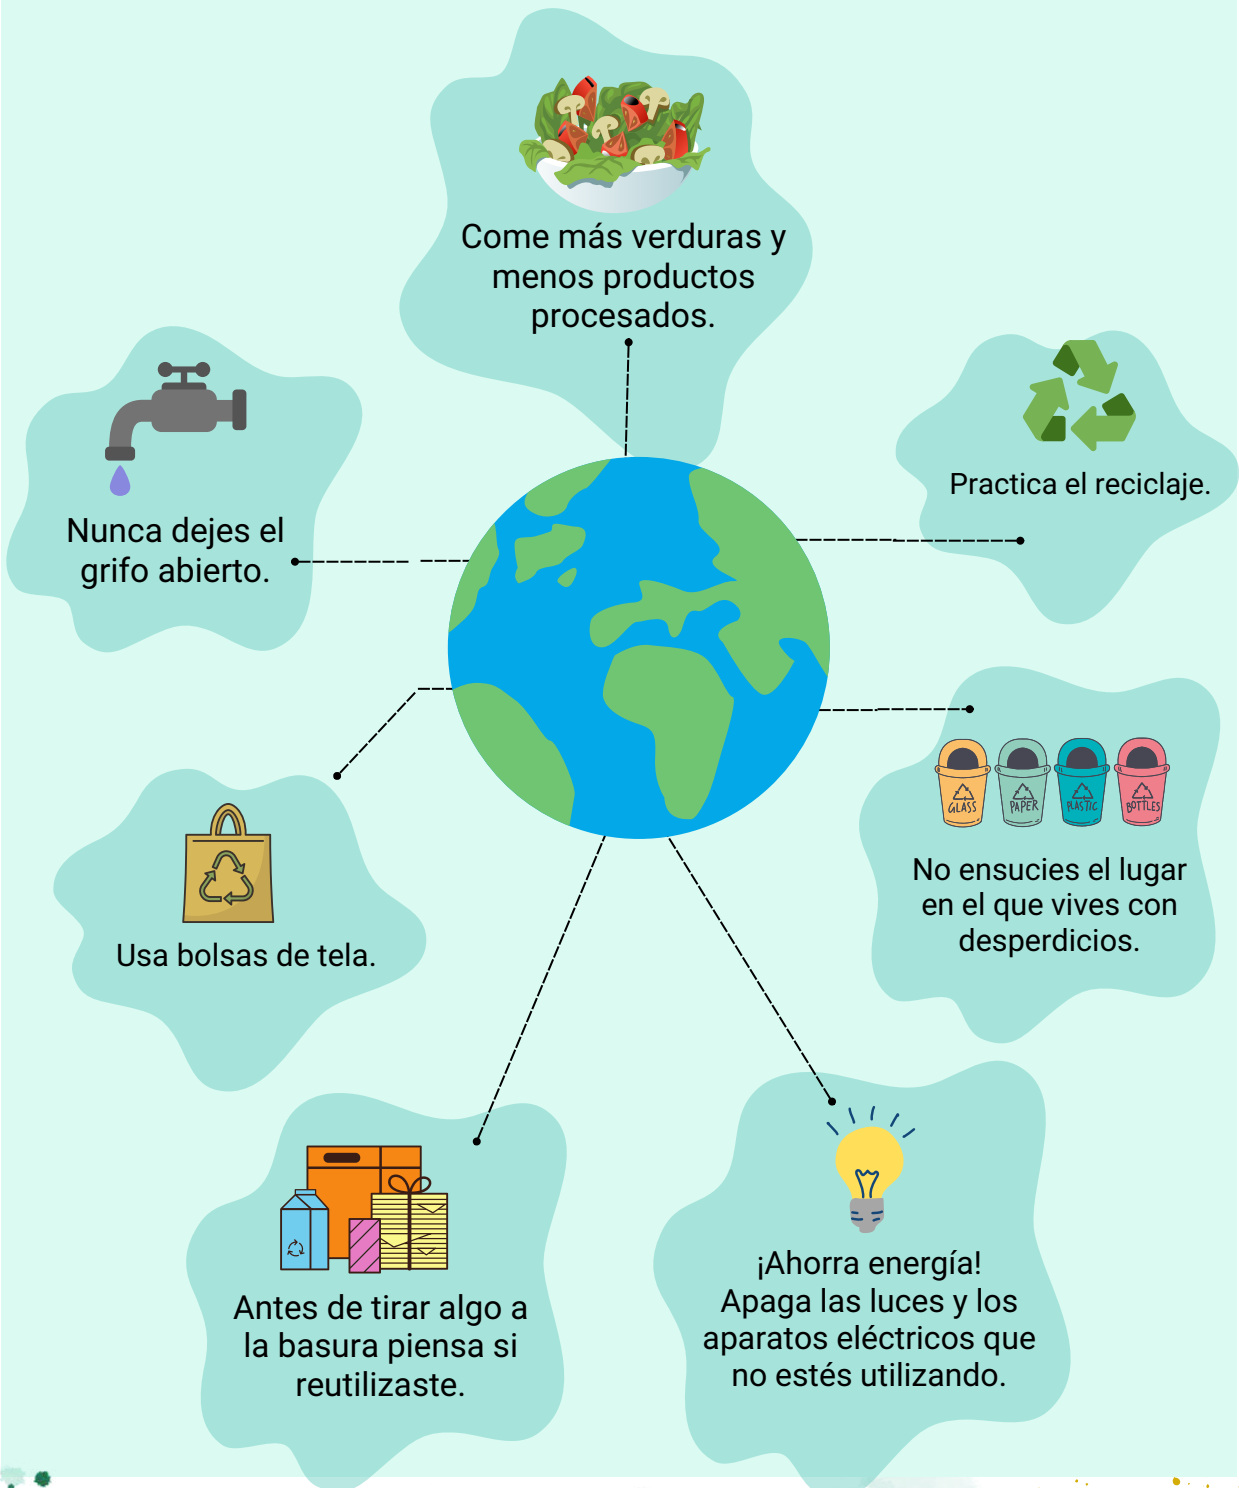 Come más verduras y
menos productos
procesados.
Nunca dejes el
grifo abierto.
Practica el reciclaje.
GLASS
PAPER
PLASTIC
BOTTLES
No ensucies el lugar
en el que vives con
desperdicios.
Usa bolsas de tela.
Antes de tirar algo a
la basura piensa si
reutilizaste.
¡Ahorra energía!
Apaga las luces y los
aparatos eléctricos que
no estés utilizando.